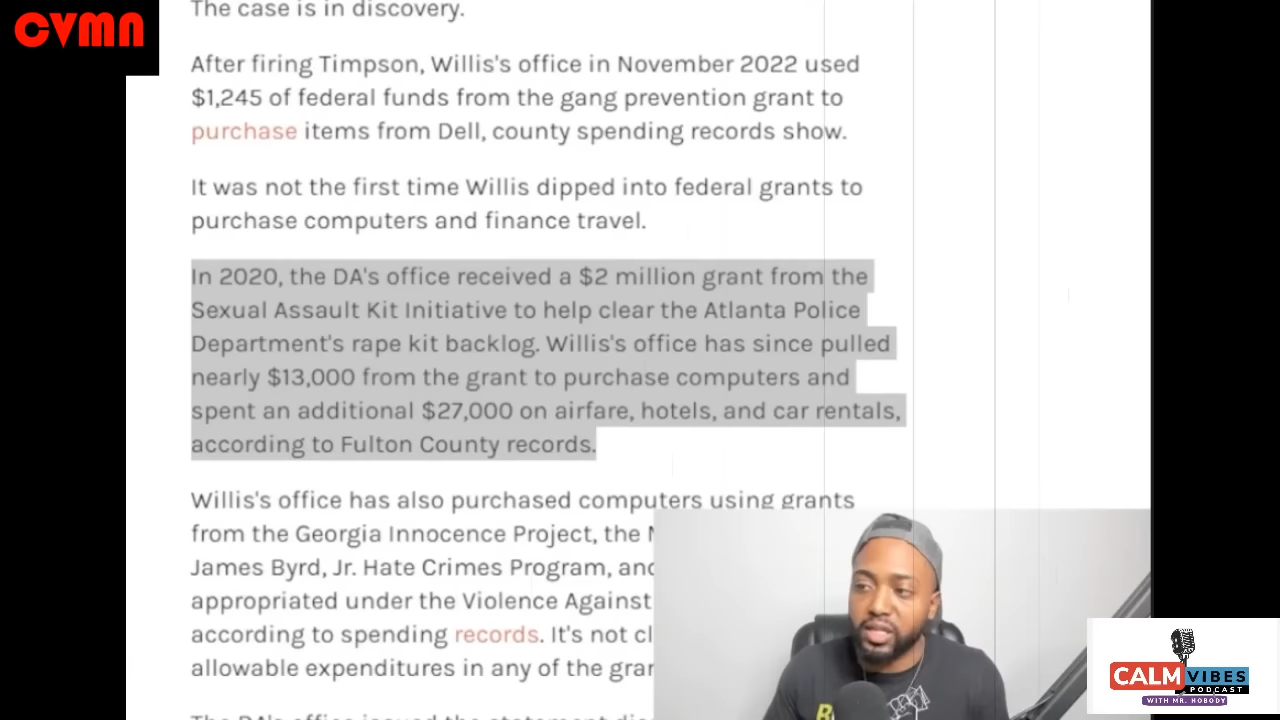 CVMN
The case is in discovery.
After firing Timpson, Willis's office in November 2022 used
$1,245 of federal funds from the gang prevention grant to
purchase items from Dell, county spending records show.
It was not the first time Willis dipped into federal grants to
purchase computers and finance travel.
In 2020, the DA's office received a $2 million grant from the
Sexual Assault Kit Initiative to help clear the Atlanta Police
Department's rape kit backlog. Willis's office has since pulled
nearly $13,000 from the grant to purchase computers and
spent an additional $27,000 on airfare, hotels, and car rentals,
according to Fulton County records.
Willis's office has also purchased computers using grants
from the Georgia Innocence Project, the
James Byrd, Jr. Hate Crimes Program, and
appropriated under the Violence Against
according to spending records. It's not cl
allowable expenditures in any of the gra
CALM VIBES
PODCAST
WITH MR. NOBODY